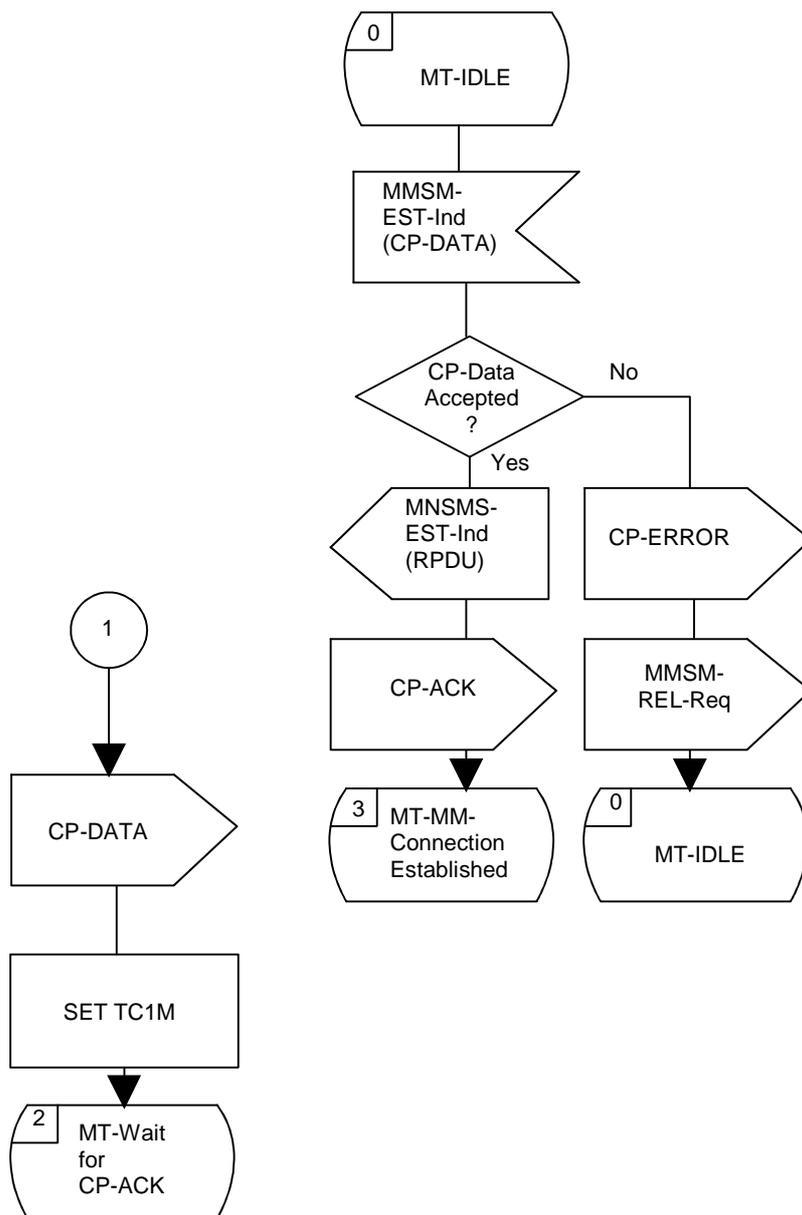 0
MT-IDLE
MMSM-
EST-Ind
(CP-DATA)
CP-Data
Accepted
?
No
Yes
MNSMS-
EST-Ind
(RPDU)
CP-ERROR
1
CP-ACK
MMSM-
REL-Req
CP-DATA
3
MT-MM-
Connection
Established
0
MT-IDLE
SET TC1M
2
MT-Wait
for
CP-ACK